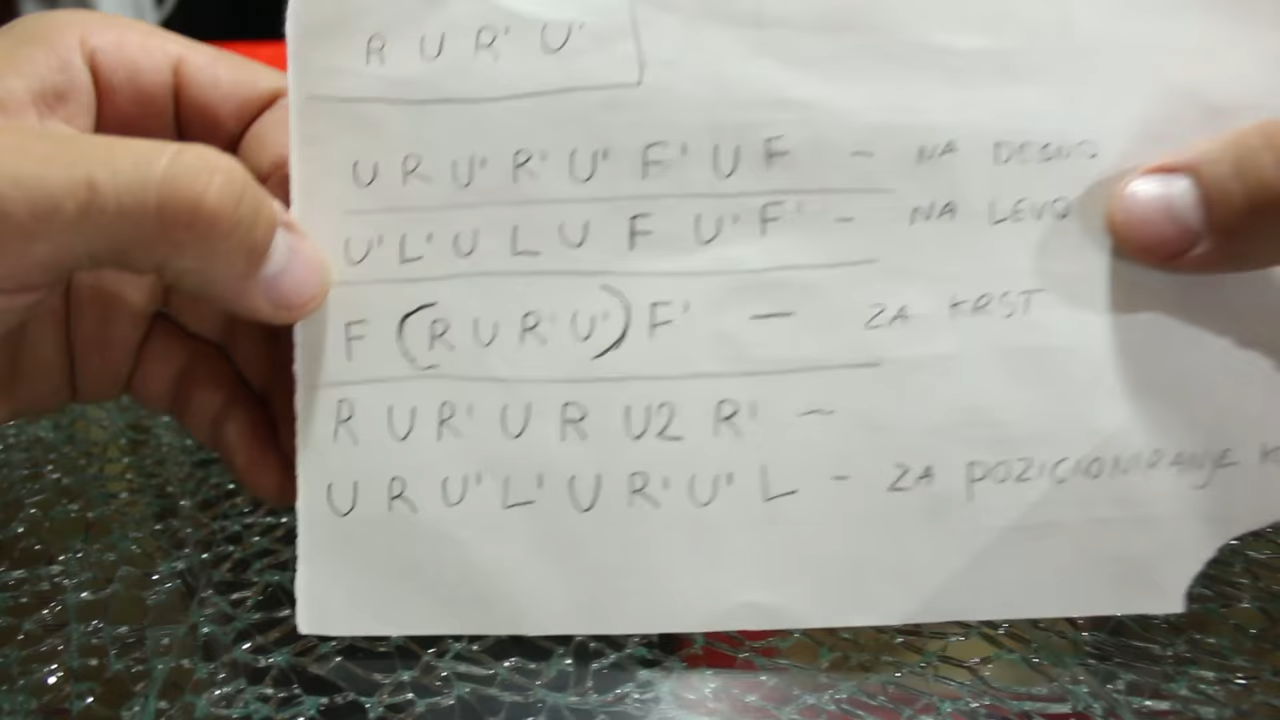 R U R' U'
U R U' R' U' F' U F - NA DESNO
U' L' U L U F U' F' - NA LEVO
F (R U R' U') F' - ZA KRST
R U R' U R U2 R' -
U R U' L' U R' U' L - ZA POZICIONIRANJE